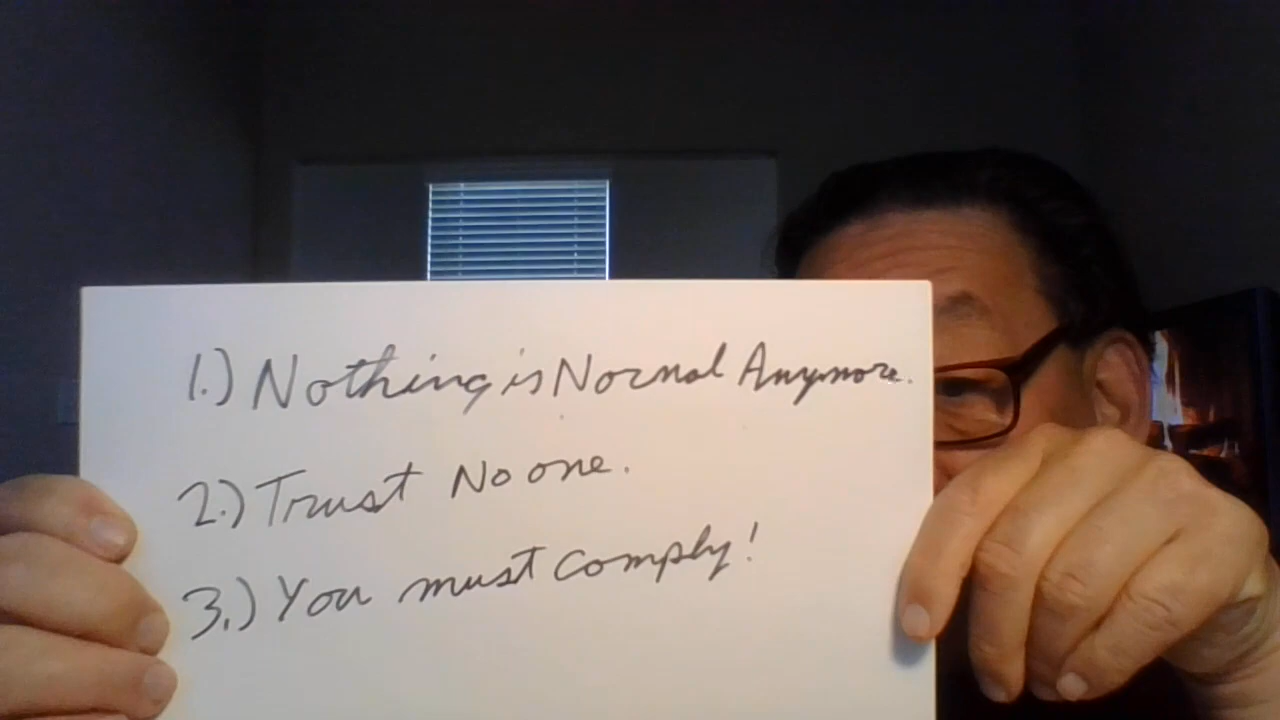 1.) Nothing is Normal Anymore.
2.) Trust No one.
3.) You must comply!